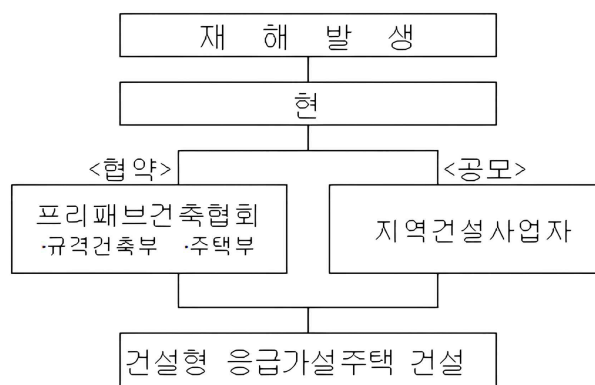 재 해 발 생
현
<협약>
<공모>
프리패브건축협회
·규격건축부 ·주택부
지역건설사업자
건설형 응급가설주택 건설